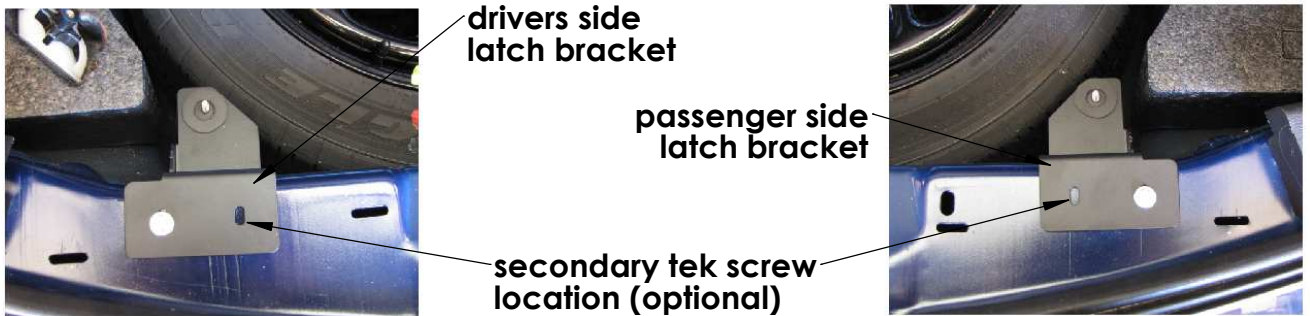 drivers side
latch bracket
passenger side
latch bracket
secondary tek screw
location (optional)